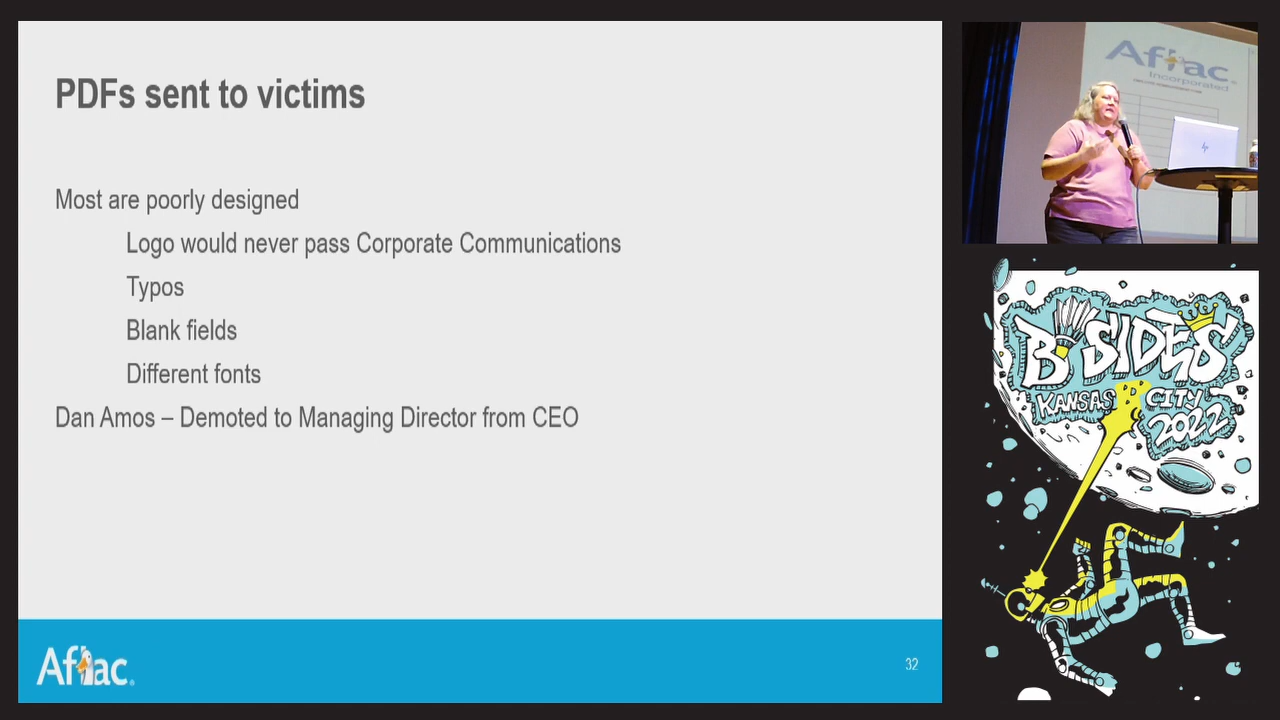 PDFs sent to victims
Most are poorly designed
Logo would never pass Corporate Communications
Typos
Blank fields
Different fonts
Dan Amos – Demoted to Managing Director from CEO
Aflac.
32
Aflac
Incorporated
hp
B SIDES
KANSAS CITY
2022